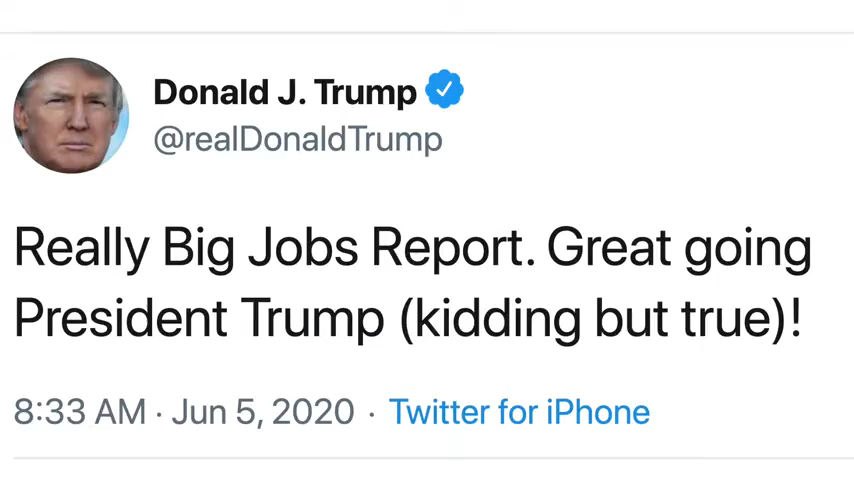 Donald J. Trump
@realDonaldTrump
Really Big Jobs Report. Great going
President Trump (kidding but true)!
8:33 AM · Jun 5, 2020 · Twitter for iPhone